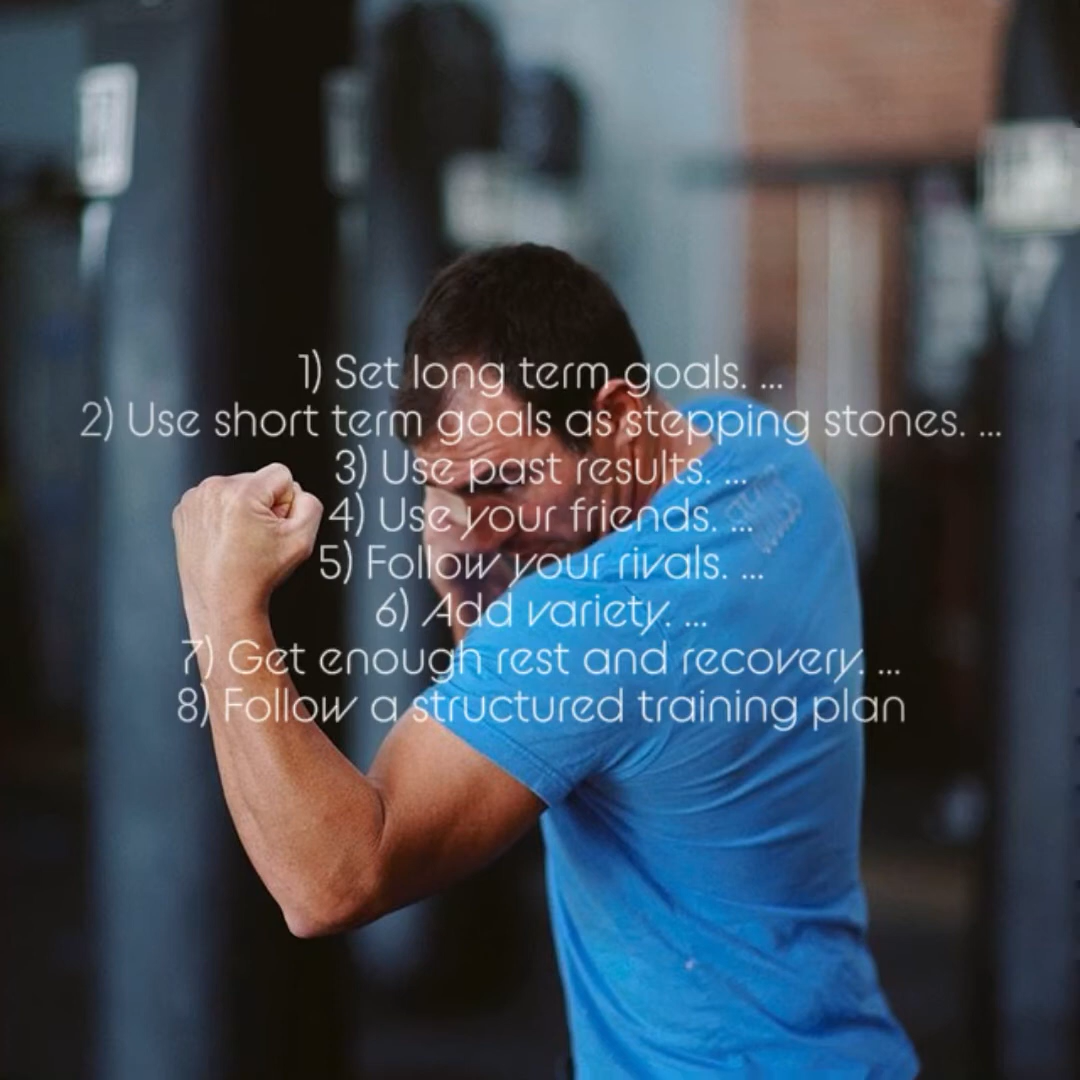 1) Set long term goals. ...
2) Use short term goals as stepping stones. ...
3) Use past results. ...
4) Use your friends. ...
5) Follow your rivals. ...
6) Add variety. ...
7) Get enough rest and recovery. ...
8) Follow a structured training plan